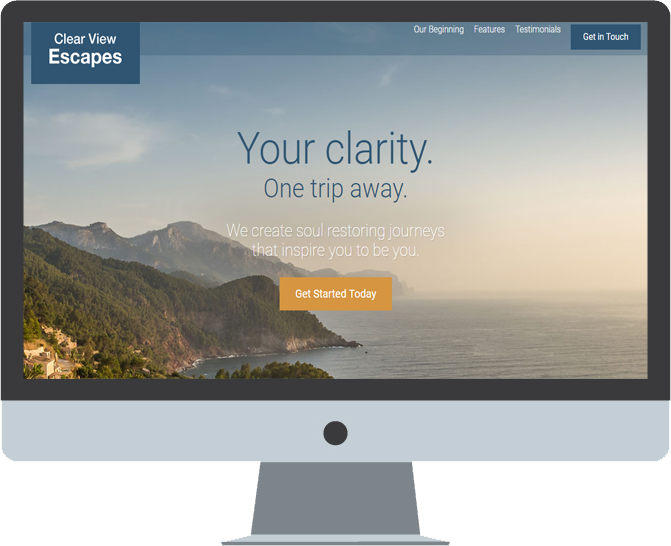 Clear View
Escapes
Our Beginning
Features
Testimonials
Get in Touch
Your clarity.
One trip away.
We create soul restoring journeys
that inspire you to be you.
Get Started Today